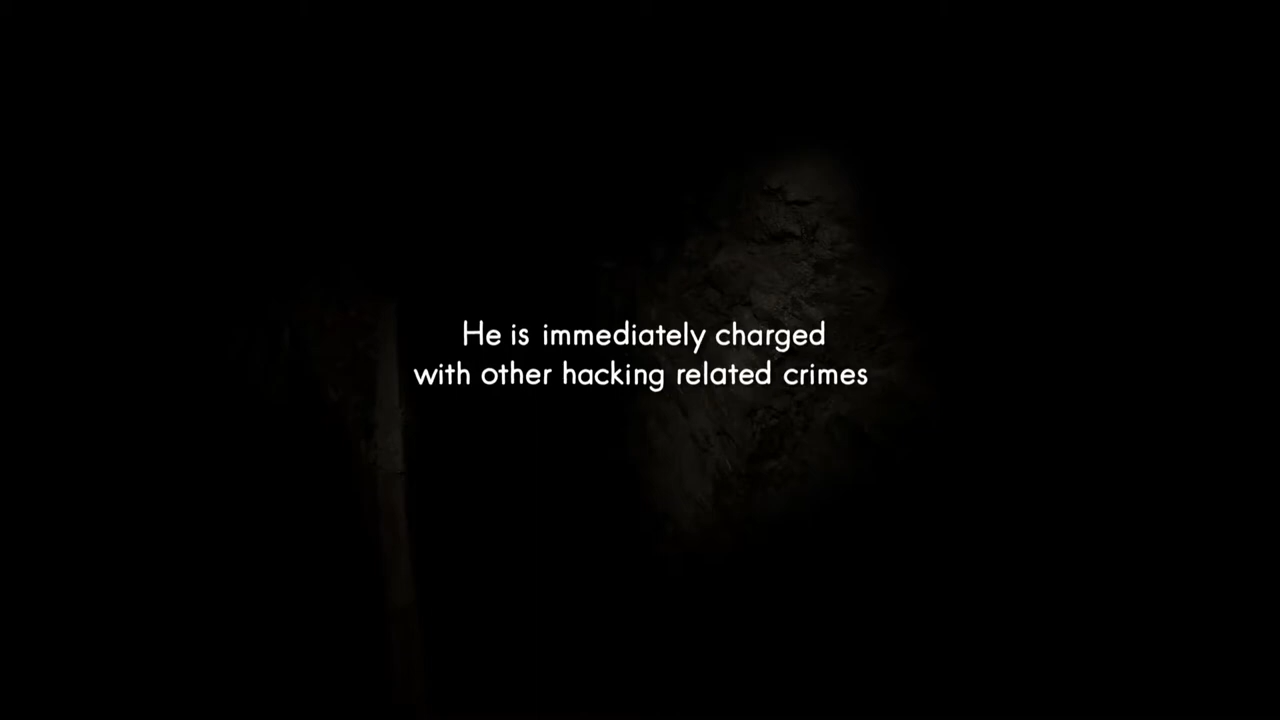 He is immediately charged
with other hacking related crimes